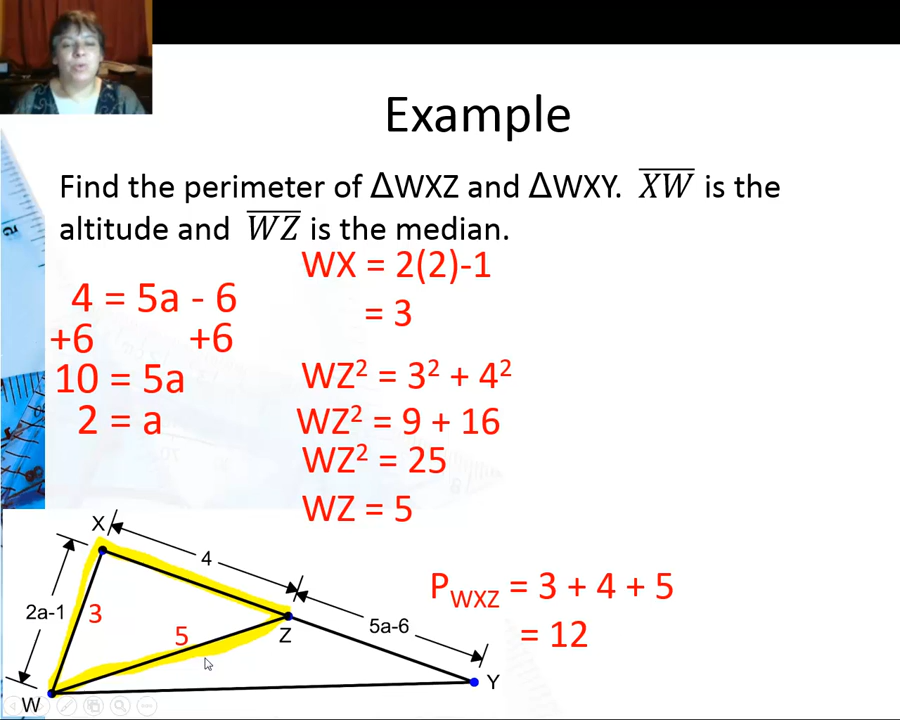 Example
Find the perimeter of ΔWXZ and ΔWXY. XW is the
altitude and WZ is the median.
4 = 5a - 6
+6 +6
10 = 5a
2 = a
WX = 2(2)-1
= 3
WZ² = 3² + 4²
WZ² = 9 + 16
WZ² = 25
WZ = 5
X
4
2a-1
3
5
Z
5a-6
Y
W
P_WXZ = 3 + 4 + 5
= 12